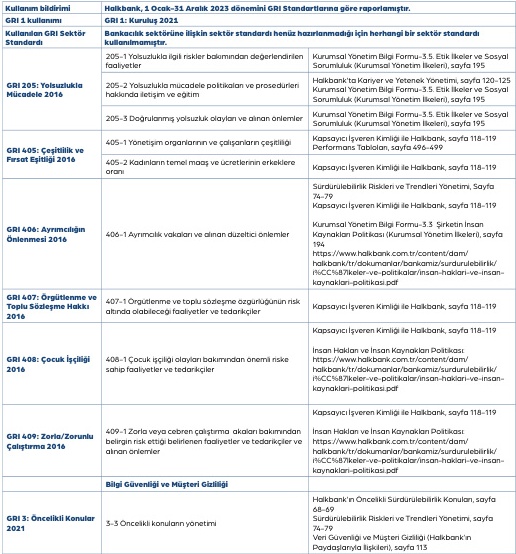 Kullanım bildirimi
Halkbank, 1 Ocak-31 Aralık 2023 dönemini GRI Standartlarına göre raporlamıştır.
GRI 1 kullanımı
GRI 1: Kuruluş 2021
Kullanılan GRI Sektör
Standardı
Bankacılık sektörüne ilişkin sektör standardı henüz hazırlanmadığı için herhangi bir sektör standardı
kullanılmamıştır.
GRI 205: Yolsuzlukla
Mücadele 2016
205-1 Yolsuzlukla ilgili riskler bakımından değerlendirilen
faaliyetler
Kurumsal Yönetim Bilgi Formu-3.5. Etik İlkeler ve Sosyal
Sorumluluk (Kurumsal Yönetim İlkeleri), sayfa 195
205-2 Yolsuzlukla mücadele politikaları ve prosedürleri
hakkında iletişim ve eğitim
Halkbank'ta Kariyer ve Yetenek Yönetimi, sayfa 120-125
Kurumsal Yönetim Bilgi Formu-3.5. Etik İlkeler ve Sosyal
Sorumluluk (Kurumsal Yönetim İlkeleri), sayfa 195
205-3 Doğrulanmış yolsuzluk olayları ve alınan önlemler
Kurumsal Yönetim Bilgi Formu-3.5. Etik İlkeler ve Sosyal
Sorumluluk (Kurumsal Yönetim İlkeleri), sayfa 195
GRI 405: Çeşitlilik ve
Fırsat Eşitliği 2016
405-1 Yönetişim organlarının ve çalışanların çeşitliliği
Kapsayıcı İşveren Kimliği ile Halkbank, sayfa 118-119
Performans Tabloları, sayfa 496-499
405-2 Kadınların temel maaş ve ücretlerinin erkeklere
oranı
Kapsayıcı İşveren Kimliği ile Halkbank, sayfa 118-119
GRI 406: Ayrımcılığın
Önlenmesi 2016
406-1 Ayrımcılık vakaları ve alınan düzeltici önlemler
Sürdürülebilirlik Riskleri ve Trendleri Yönetimi, Sayfa
74-79
Kapsayıcı İşveren Kimliği ile Halkbank, sayfa 118-119
Kurumsal Yönetim Bilgi Formu-3.3 Şirketin İnsan
Kaynakları Politikası (Kurumsal Yönetim İlkeleri), sayfa
194
https://www.halkbank.com.tr/content/dam/
halkbank/tr/dokumanlar/bankamiz/surdurulebilirlik/
i%CC%87lkeler-ve-politikalar/insan-haklari-ve-insan-
kaynaklari-politikasi.pdf
GRI 407: Örgütlenme ve
Toplu Sözleşme Hakkı
2016
407-1 Örgütlenme ve toplu sözleşme özgürlüğünün risk
altında olabileceği faaliyetler ve tedarikçiler
Kapsayıcı İşveren Kimliği ile Halkbank, sayfa 118-119
GRI 408: Çocuk İşçiliği
2016
408-1 Çocuk işçiliği olayları bakımından önemli riske
sahip faaliyetler ve tedarikçiler
Kapsayıcı İşveren Kimliği ile Halkbank, sayfa 118-119
İnsan Hakları ve İnsan Kaynakları Politikası:
https://www.halkbank.com.tr/content/dam/
halkbank/tr/dokumanlar/bankamiz/surdurulebilirlik/
i%CC%87lkeler-ve-politikalar/insan-haklari-ve-insan-
kaynaklari-politikasi.pdf
GRI 409: Zorla/Zorunlu
Çalıştırma 2016
409-1 Zorla veya cebren çalıştırma akaları bakımından
belirgin risk ettiği belirlenen faaliyetler ve tedarikçiler ve
alınan önlemler
Kapsayıcı İşveren Kimliği ile Halkbank, sayfa 118-119
İnsan Hakları ve İnsan Kaynakları Politikası:
https://www.halkbank.com.tr/content/dam/
halkbank/tr/dokumanlar/bankamiz/surdurulebilirlik/
i%CC%87lkeler-ve-politikalar/insan-haklari-ve-insan-
kaynaklari-politikasi.pdf
Bilgi Güvenliği ve Müşteri Gizliliği
GRI 3: Öncelikli Konular
2021
3-3 Öncelikli konuların yönetimi
Halkbank'ın Öncelikli Sürdürülebilirlik Konuları, sayfa
68-69
Sürdürülebilirlik Riskleri ve Trendleri Yönetimi, sayfa
74-79
Veri Güvenliği ve Müşteri Gizliliği (Halkbank'ın
Paydaşlarıyla İlişkileri), sayfa 113